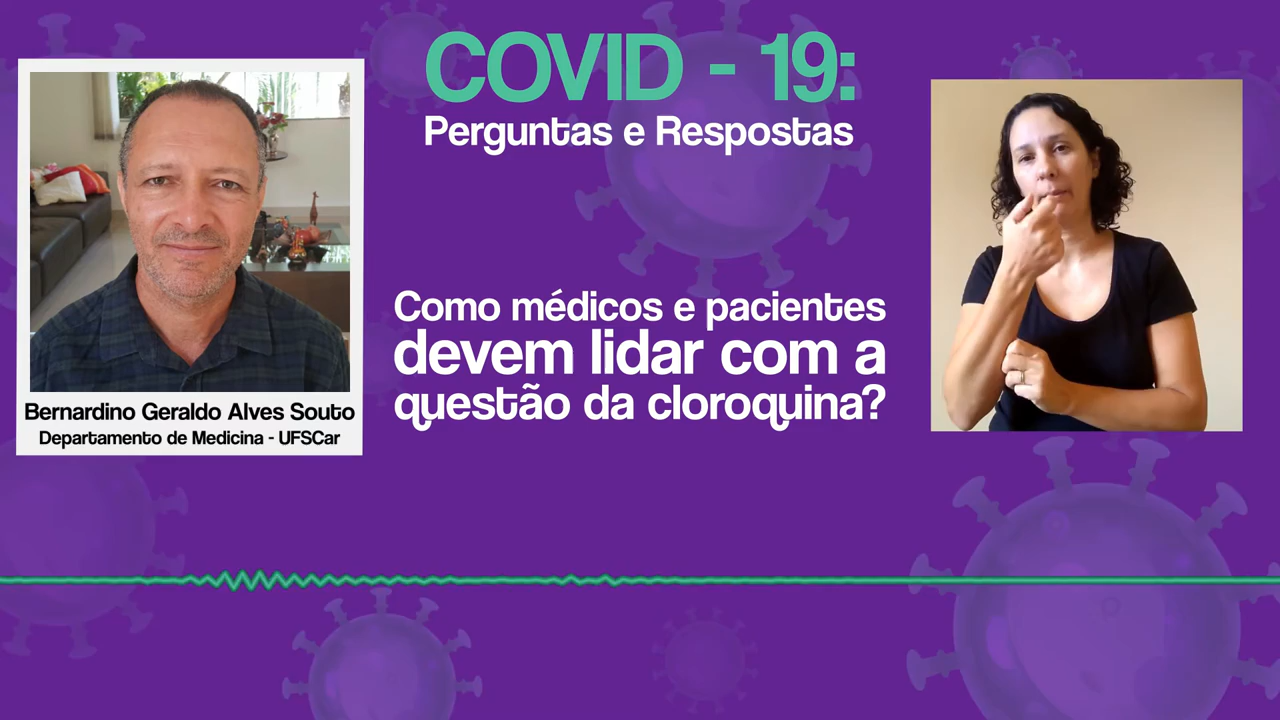 COVID - 19:
Perguntas e Respostas
Como médicos e pacientes
devem lidar com a
questão da cloroquina?
Bernardino Geraldo Alves Souto
Departamento de Medicina - UFSCar